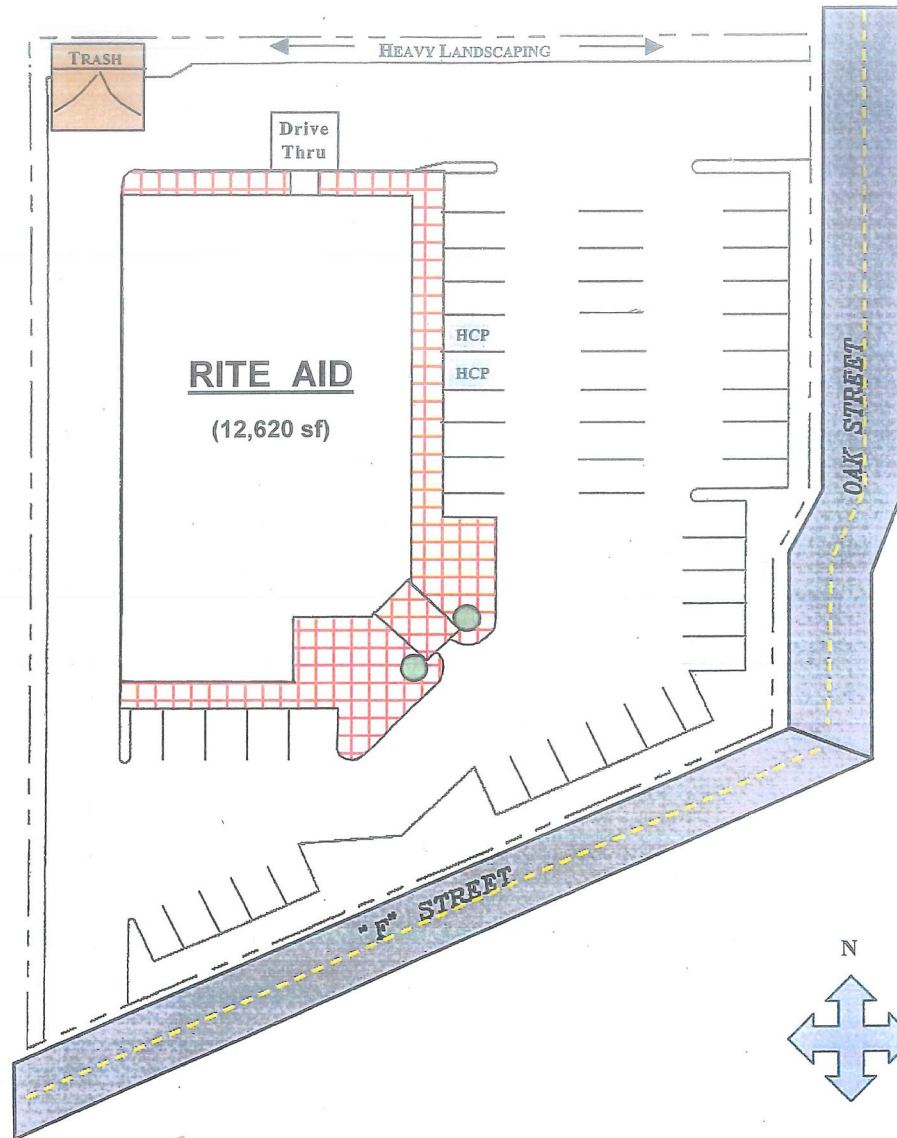 TRASH
HEAVY LANDSCAPING
Drive
Thru
HCP
HCP
RITE AID
(12,620 sf)
OAK STREET
"F" STREET
N